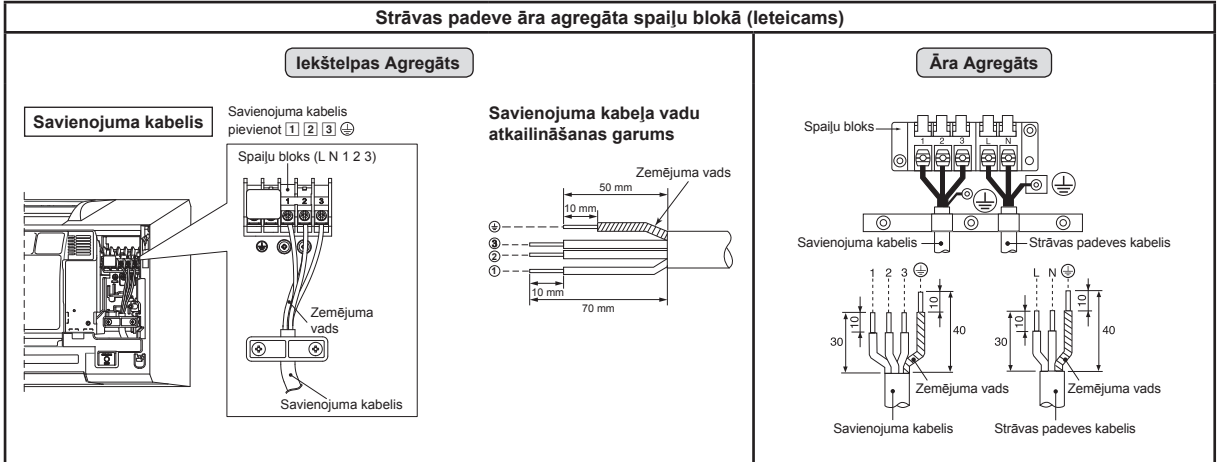 Strāvas padeve āra agregāta spaiļu blokā (Ieteicams)
Iekštelpas Agregāts
Savienojuma kabelis
Savienojuma kabelis
pievienot 1 2 3 ⏚
Spaiļu bloks (L N 1 2 3)
1 2 3
Zemējuma
vads
Savienojuma kabelis
Savienojuma kabeļa vadu
atkailināšanas garums
Zemējuma vads
50 mm
10 mm
⏚
③
②
①
10 mm
70 mm
Āra Agregāts
Spaiļu bloks
1 2 3 L N
⏚
⏚
Savienojuma kabelis
Strāvas padeves kabelis
1 2 3 ⏚
10
10
30
40
Zemējuma vads
Savienojuma kabelis
L N ⏚
10
10
30
40
Zemējuma vads
Strāvas padeves kabelis